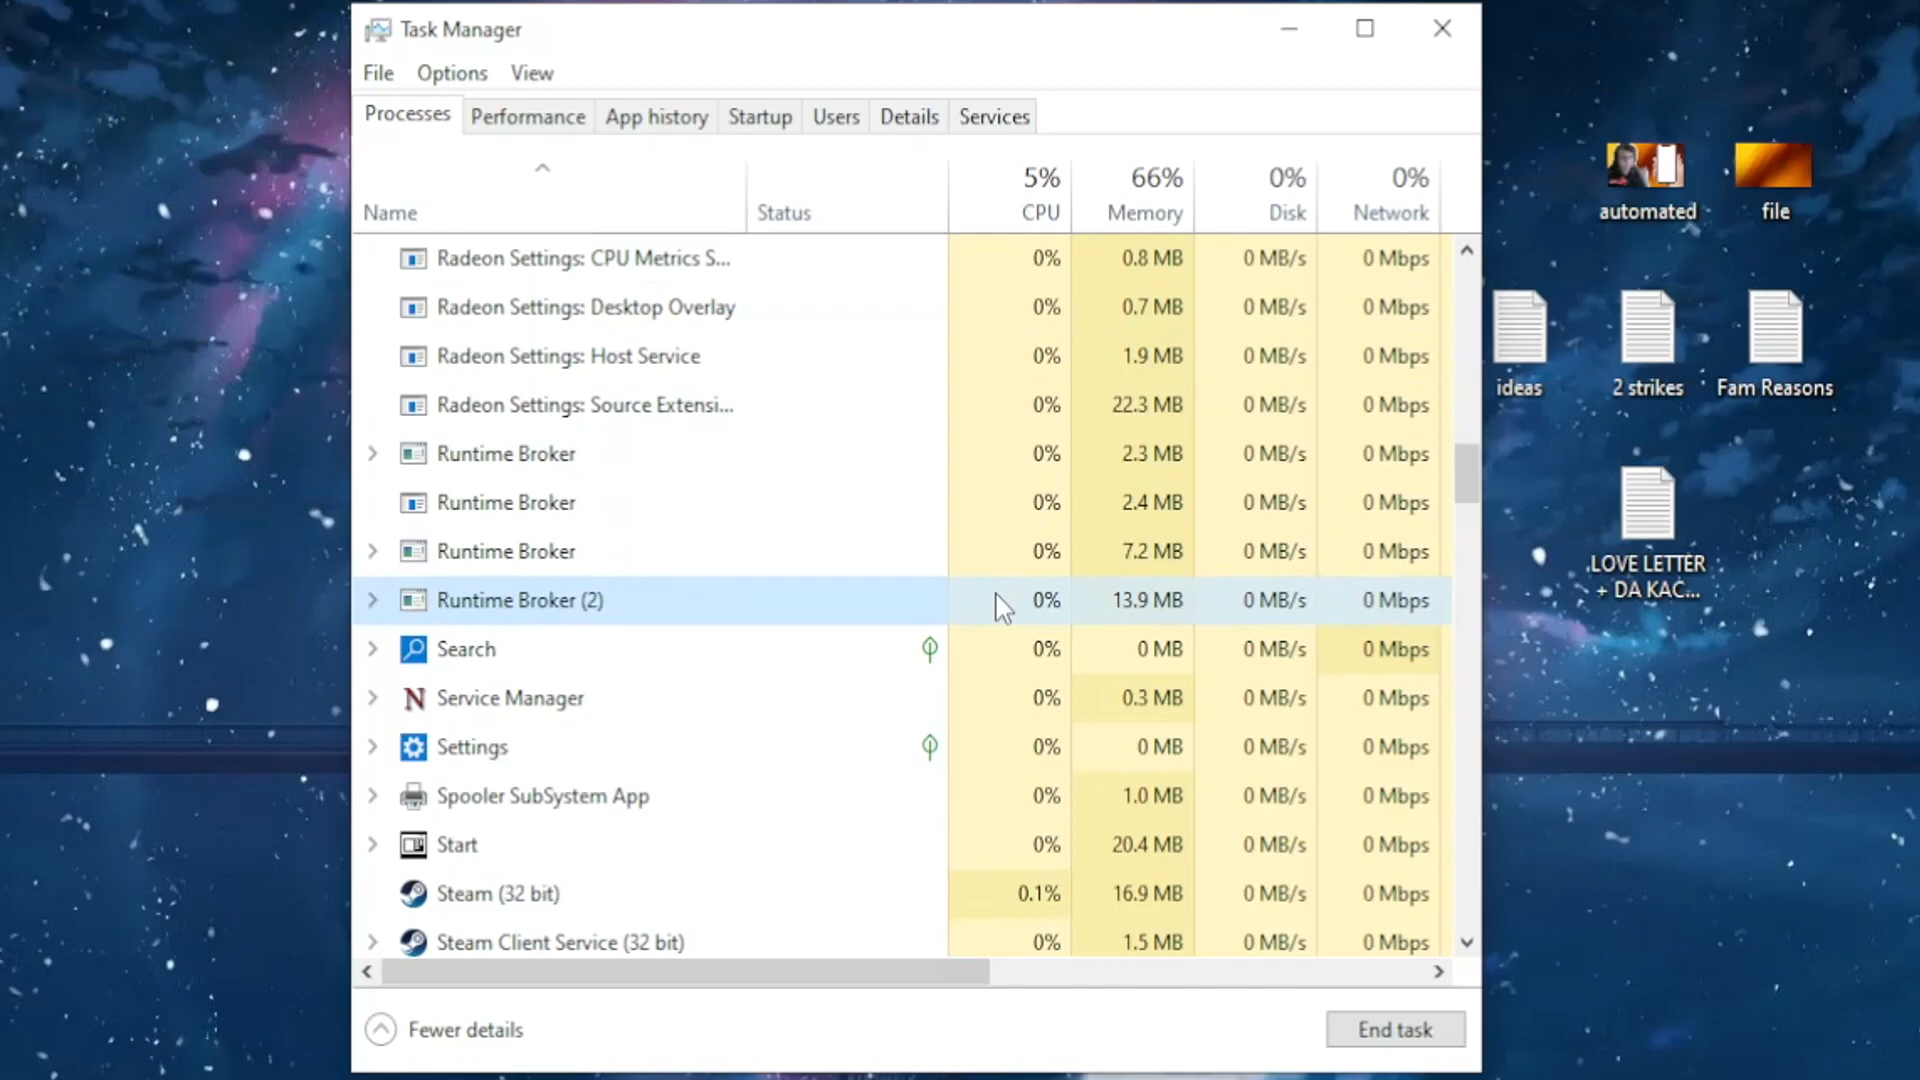 Task Manager
File Options View
Processes Performance App history Startup Users Details Services
5% 66% 0% 0%
Name Status CPU Memory Disk Network
Radeon Settings: CPU Metrics S... 0% 0.8 MB 0 MB/s 0 Mbps
Radeon Settings: Desktop Overlay 0% 0.7 MB 0 MB/s 0 Mbps
Radeon Settings: Host Service 0% 1.9 MB 0 MB/s 0 Mbps
Radeon Settings: Source Extensi... 0% 22.3 MB 0 MB/s 0 Mbps
Runtime Broker 0% 2.3 MB 0 MB/s 0 Mbps
Runtime Broker 0% 2.4 MB 0 MB/s 0 Mbps
Runtime Broker 0% 7.2 MB 0 MB/s 0 Mbps
Runtime Broker (2) 0% 13.9 MB 0 MB/s 0 Mbps
Search 0% 0 MB 0 MB/s 0 Mbps
N Service Manager 0% 0.3 MB 0 MB/s 0 Mbps
Settings 0% 0 MB 0 MB/s 0 Mbps
Spooler SubSystem App 0% 1.0 MB 0 MB/s 0 Mbps
Start 0% 20.4 MB 0 MB/s 0 Mbps
Steam (32 bit) 0.1% 16.9 MB 0 MB/s 0 Mbps
Steam Client Service (32 bit) 0% 1.5 MB 0 MB/s 0 Mbps
Fewer details End task
automated file
ideas 2 strikes Fam Reasons
LOVE LETTER
+ DA KAC...